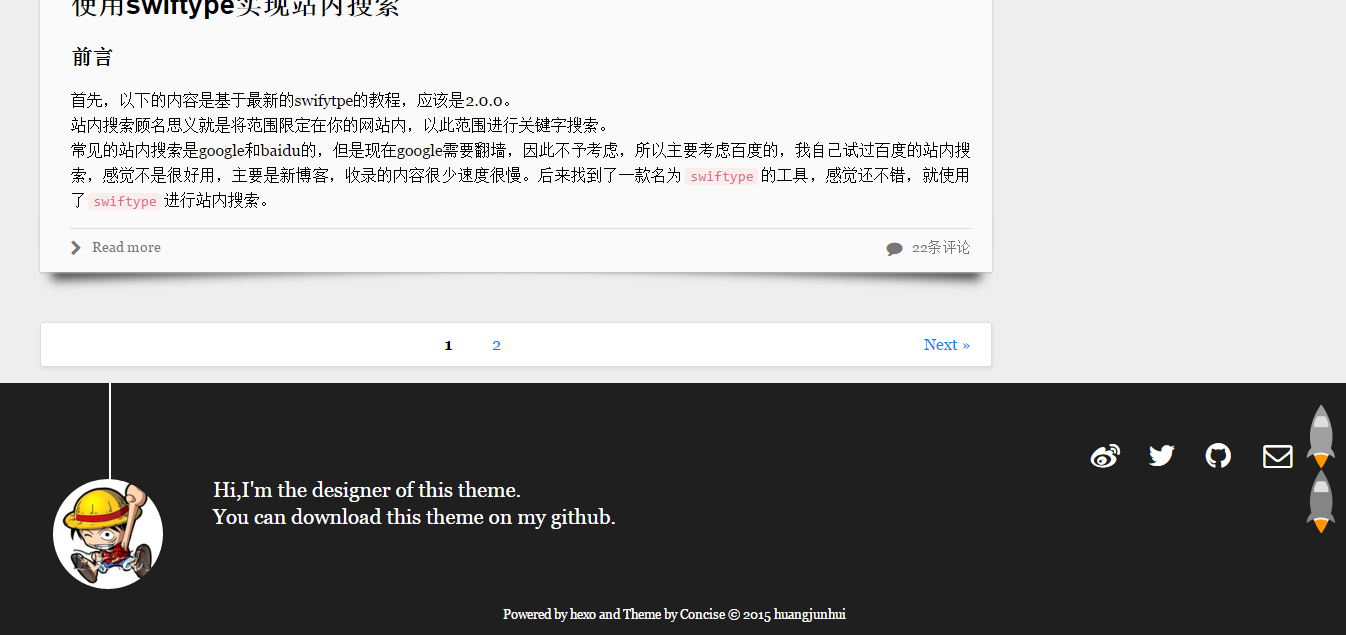 使用swiftype实现站内搜索
前言
首先，以下的内容是基于最新的swifytpe的教程，应该是2.0.0。
站内搜索顾名思义就是将范围限定在你的网站内，以此范围进行关键字搜索。
常见的站内搜索是google和baidu的，但是现在google需要翻墙，因此不予考虑，所以主要考虑百度的，我自己试过百度的站内搜
索，感觉不是很好用，主要是新博客，收录的内容很少速度很慢。后来找到了一款名为 swiftype 的工具，感觉还不错，就使用
了 swiftype 进行站内搜索。
Read more 22条评论
1 2 Next »
Hi,I'm the designer of this theme.
You can download this theme on my github.
Powered by hexo and Theme by Concise © 2015 huangjunhui